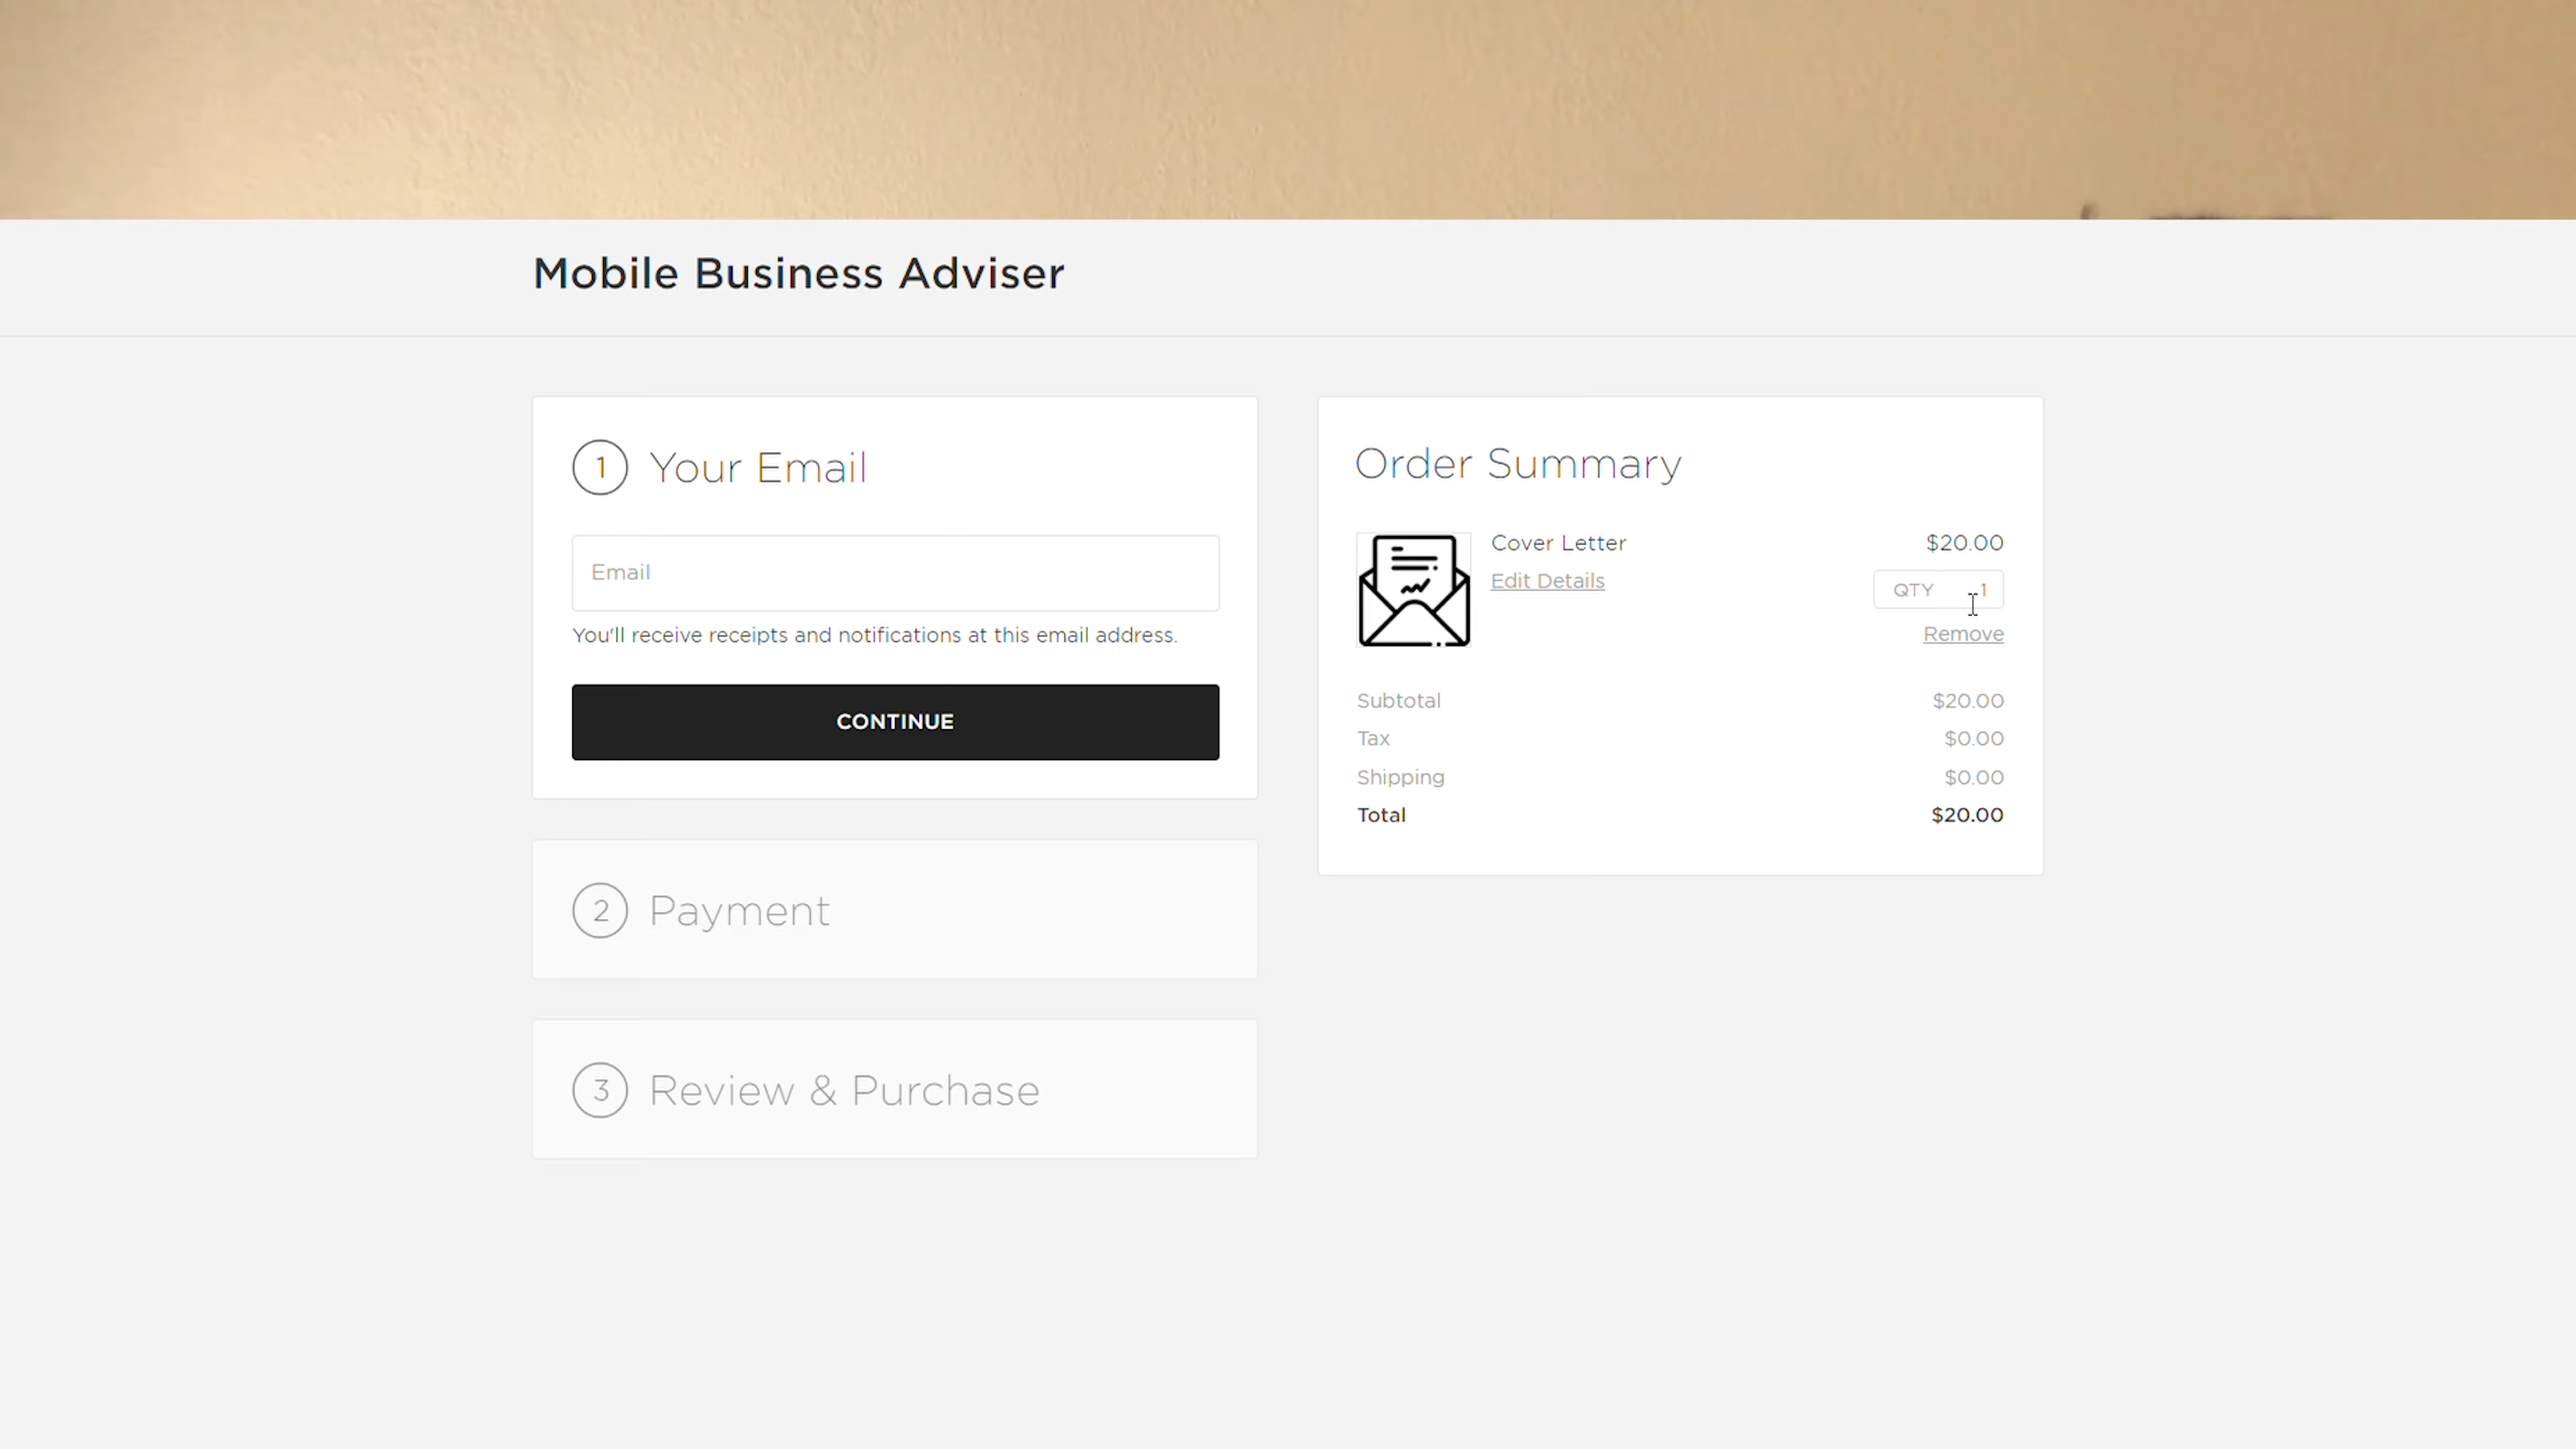 Mobile Business Adviser
1 Your Email
Email
You'll receive receipts and notifications at this email address.
CONTINUE
2 Payment
3 Review & Purchase
Order Summary
Cover Letter $20.00
Edit Details
QTY 1
Remove
Subtotal $20.00
Tax $0.00
Shipping $0.00
Total $20.00